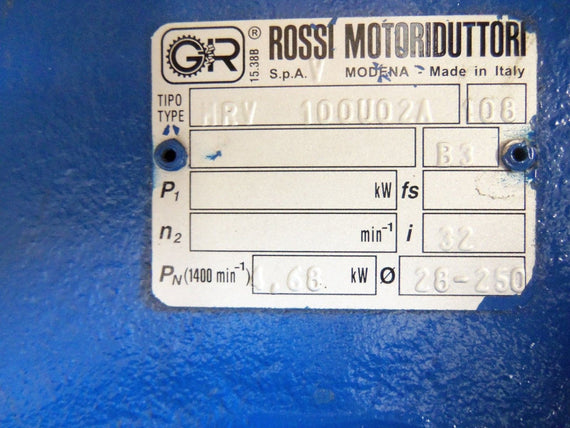 GR ® ROSSI MOTORIDUTTORI
15.38B S.p.A. MODENA - Made in Italy
TIPO
TYPE MRV 100U02A 108
B3
P1 kW fs
n2 min-1 i 32
PN (1400 min-1) 1,68 kW Ø 28-250